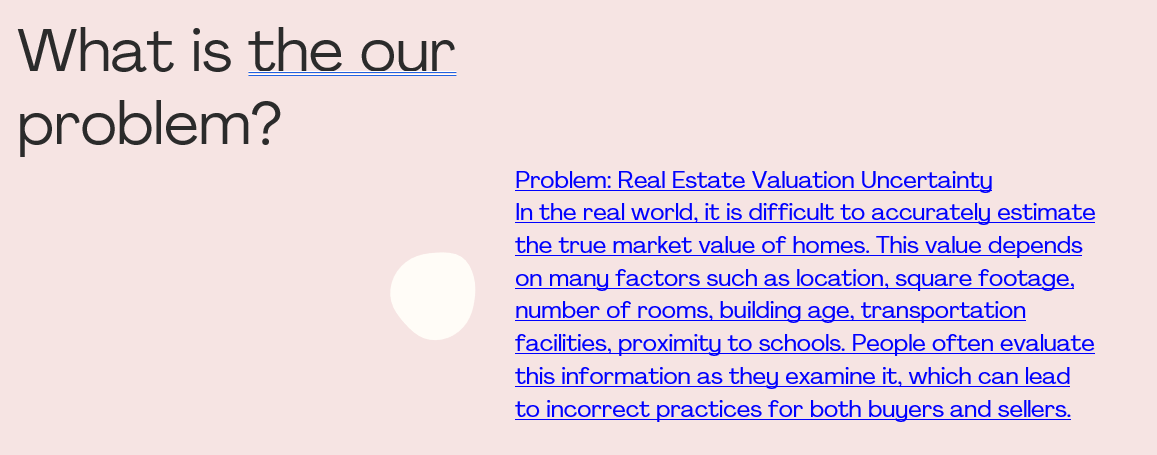 What is the our
problem?
Problem: Real Estate Valuation Uncertainty
In the real world, it is difficult to accurately estimate
the true market value of homes. This value depends
on many factors such as location, square footage,
number of rooms, building age, transportation
facilities, proximity to schools. People often evaluate
this information as they examine it, which can lead
to incorrect practices for both buyers and sellers.